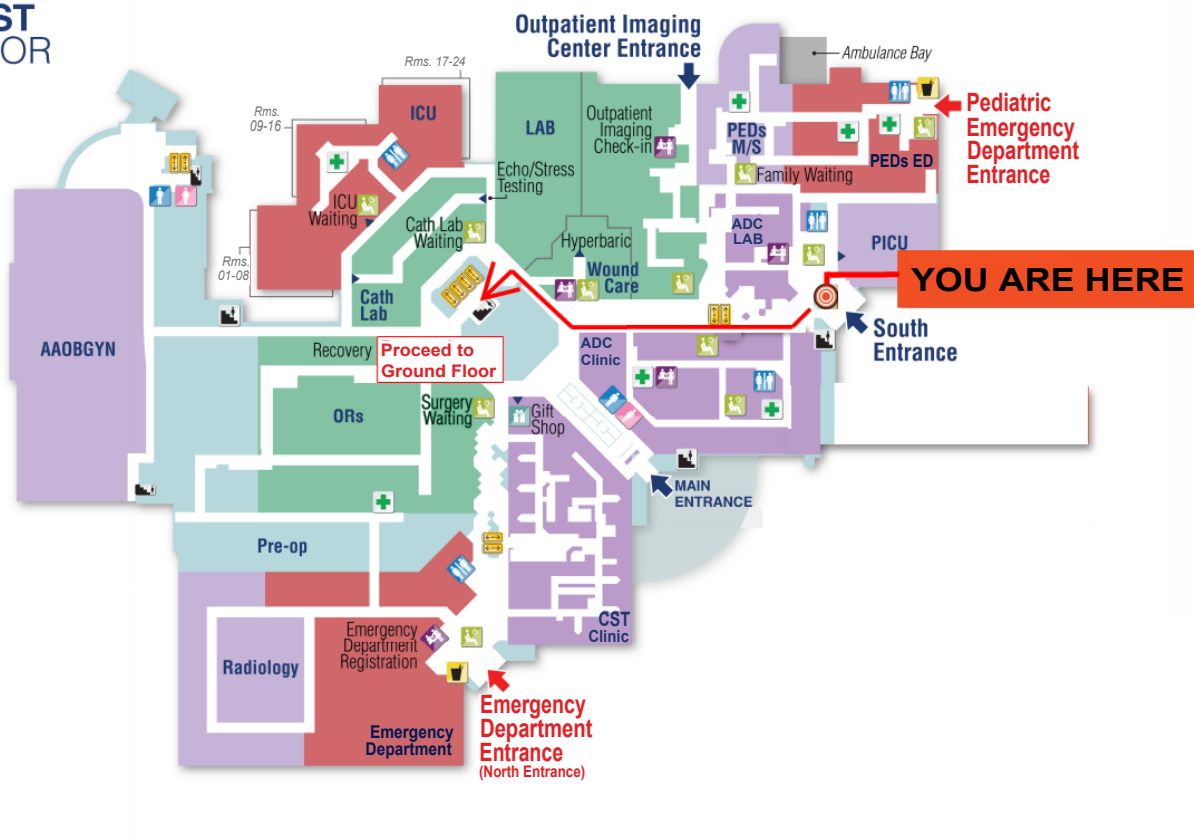 ST
OR
Outpatient Imaging
Center Entrance
Ambulance Bay
Rms. 17-24
Rms.
09-16
ICU
LAB
Outpatient
Imaging
Check-in
PEDs
M/S
Pediatric
Emergency
Department
Entrance
PEDs ED
Echo/Stress
Testing
Family Waiting
ICU
Waiting
Cath Lab
Waiting
ADC
LAB
PICU
Hyperbaric
Rms.
01-08
Wound
Care
YOU ARE HERE
Cath
Lab
South
Entrance
AAOBGYN
Recovery
Proceed to
Ground Floor
ADC
Clinic
ORs
Surgery
Waiting
Gift
Shop
MAIN
ENTRANCE
Pre-op
CST
Clinic
Emergency
Department
Registration
Radiology
Emergency
Department
Emergency
Department
Entrance
(North Entrance)